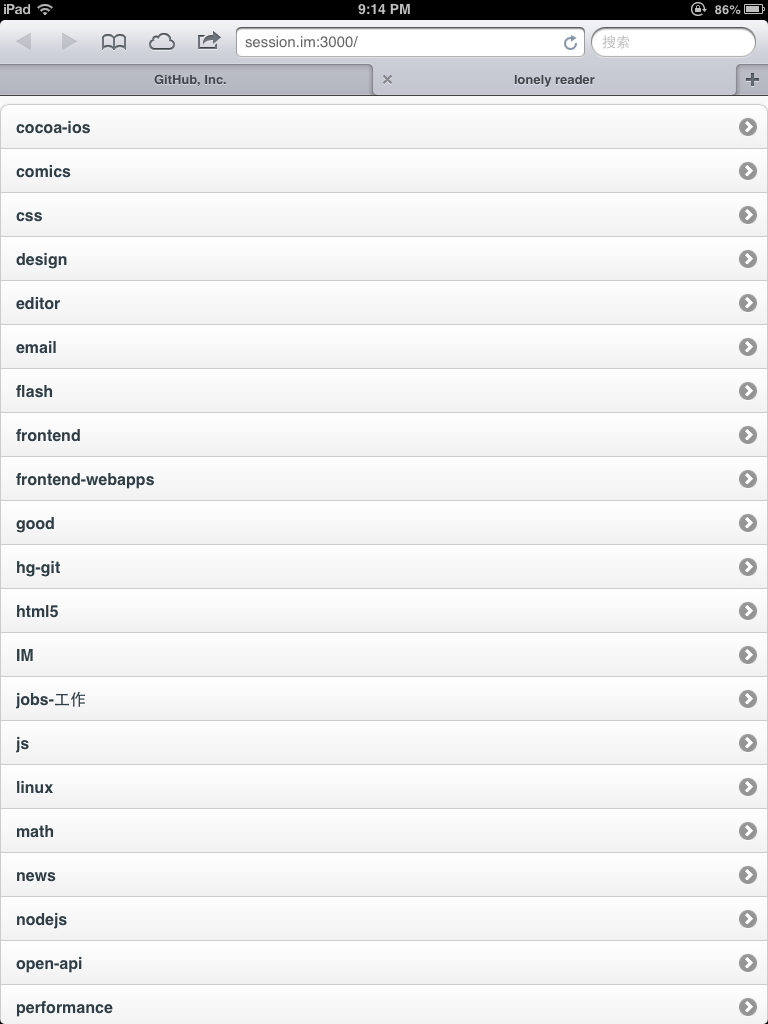 iPad 9:14 PM 86%
session.im:3000/ 搜索
GitHub, Inc. lonely reader
cocoa-ios
comics
css
design
editor
email
flash
frontend
frontend-webapps
good
hg-git
html5
IM
jobs-工作
js
linux
math
news
nodejs
open-api
performance